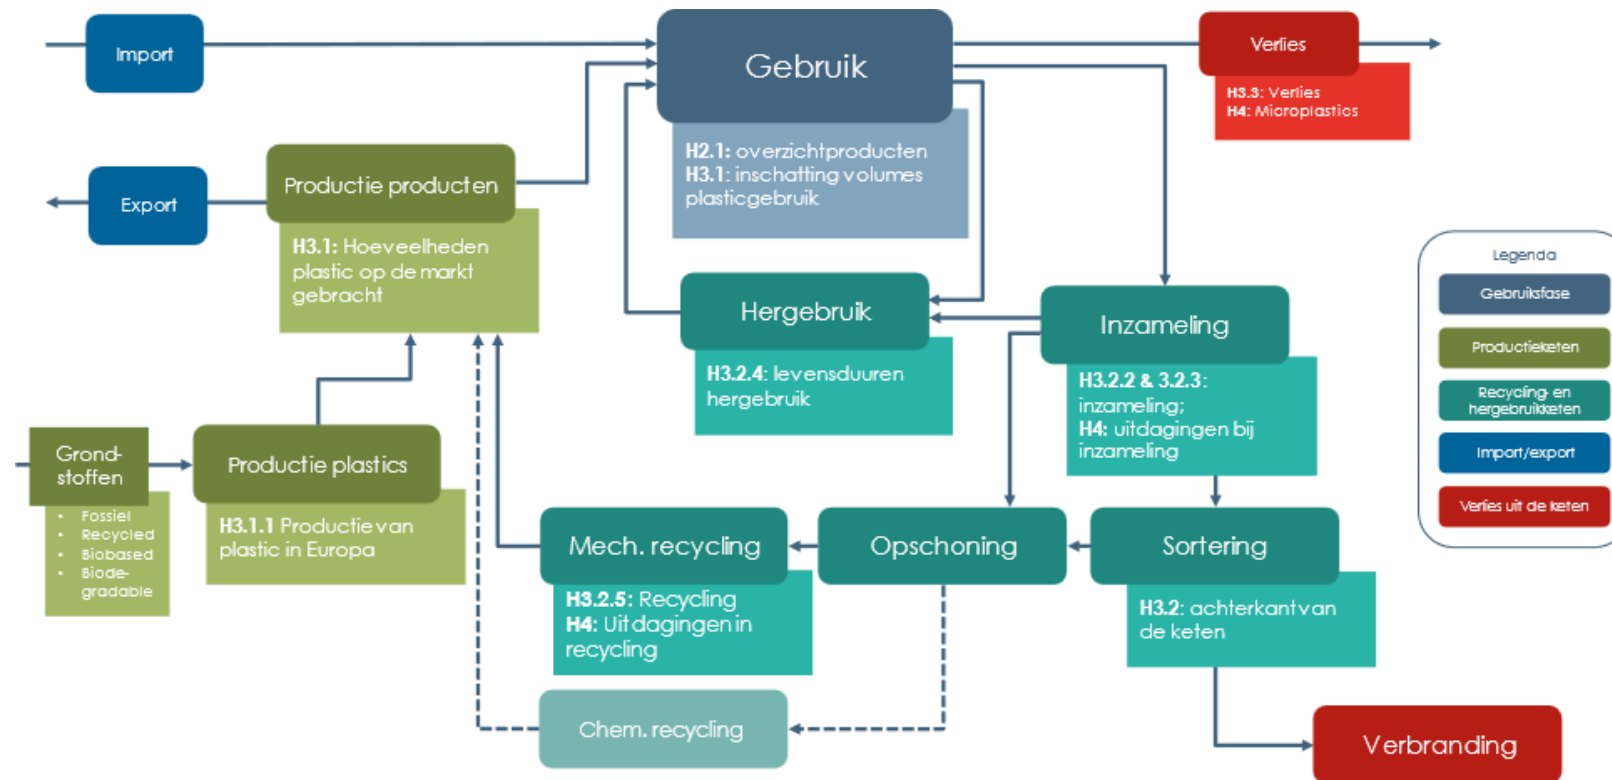 Import
Gebruik
Verlies
H3.3: Verlies
H4: Microplastics
H2.1: overzichtproducten
H3.1: inschatting volumes
plasticgebruik
Productie producten
Export
H3.1: Hoeveelheden
plastic op de markt
gebracht
Legenda
Gebruiksfase
Productieketen
Recycling- en
hergebruikketen
Import/export
Verlies uit de keten
Hergebruik
H3.2.4: levensduuren
hergebruik
Inzameling
H3.2.2 & 3.2.3:
inzameling;
H4: uitdagingen bij
inzameling
Grond-
stoffen
• Fossiel
• Recycled
• Biobased
• Biode-
gradable
Productie plastics
H3.1.1 Productie van
plastic in Europa
Mech. recycling
H3.2.5: Recycling
H4: Uitdagingen in
recycling
Opschoning
Sortering
H3.2: achterkant van
de keten
Chem. recycling
Verbranding